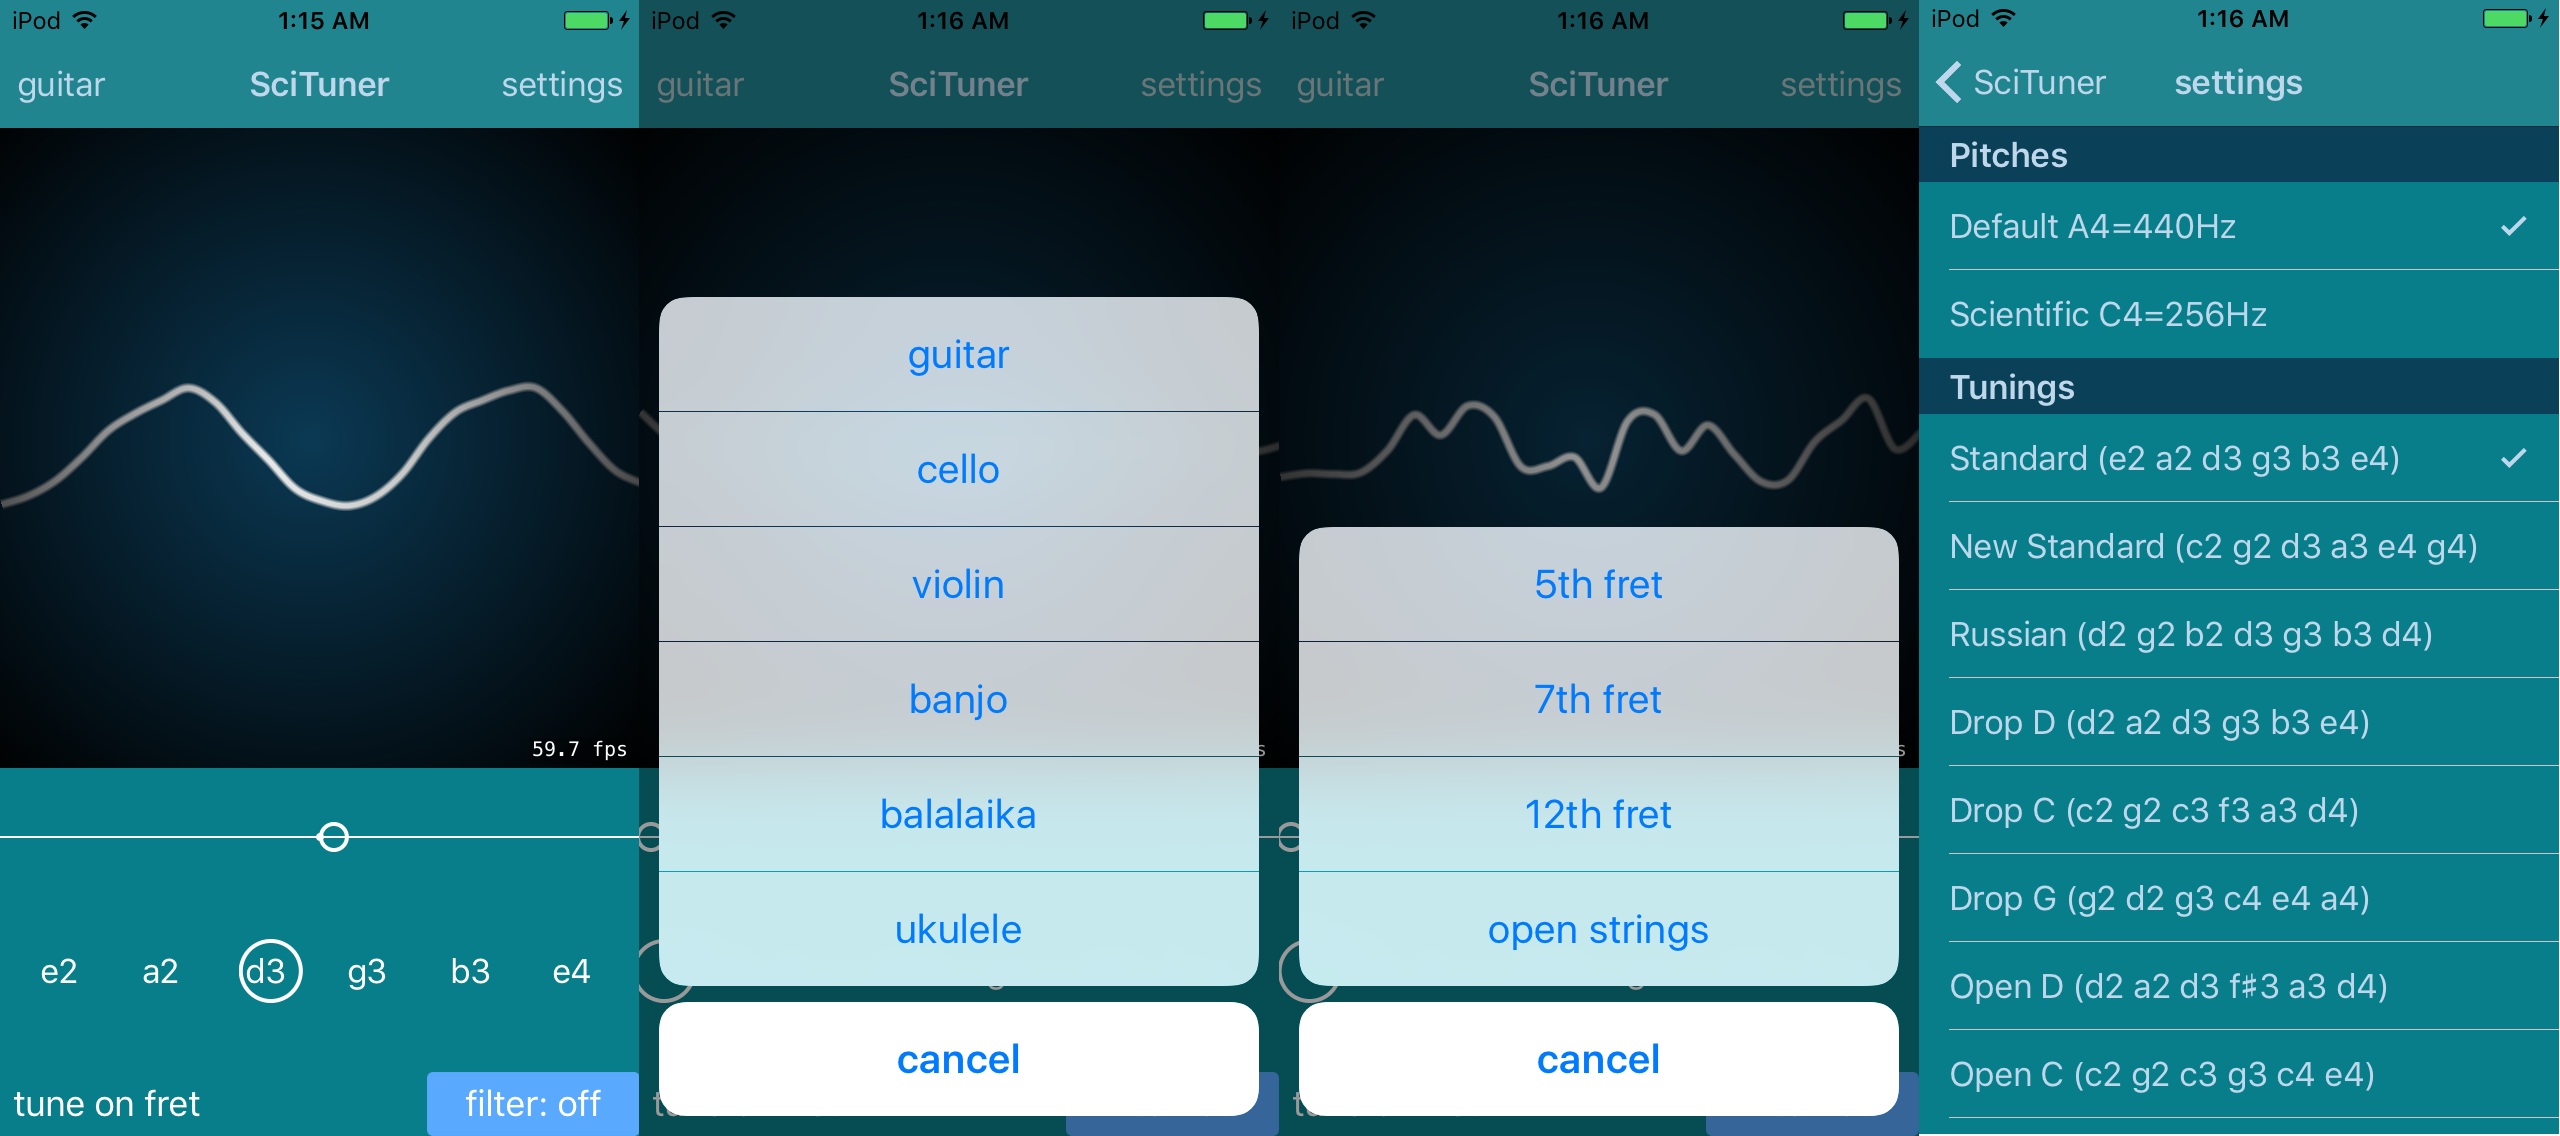 iPod 1:15 AM
guitar SciTuner settings
59.7 fps
e2 a2 d3 g3 b3 e4
tune on fret filter: off
iPod 1:16 AM
guitar SciTuner settings
guitar
cello
violin
banjo
balalaika
ukulele
cancel
iPod 1:16 AM
guitar SciTuner settings
5th fret
7th fret
12th fret
open strings
cancel
iPod 1:16 AM
SciTuner settings
Pitches
Default A4=440Hz
Scientific C4=256Hz
Tunings
Standard (e2 a2 d3 g3 b3 e4)
New Standard (c2 g2 d3 a3 e4 g4)
Russian (d2 g2 b2 d3 g3 b3 d4)
Drop D (d2 a2 d3 g3 b3 e4)
Drop C (c2 g2 c3 f3 a3 d4)
Drop G (g2 d2 g3 c4 e4 a4)
Open D (d2 a2 d3 f♯3 a3 d4)
Open C (c2 g2 c3 g3 c4 e4)